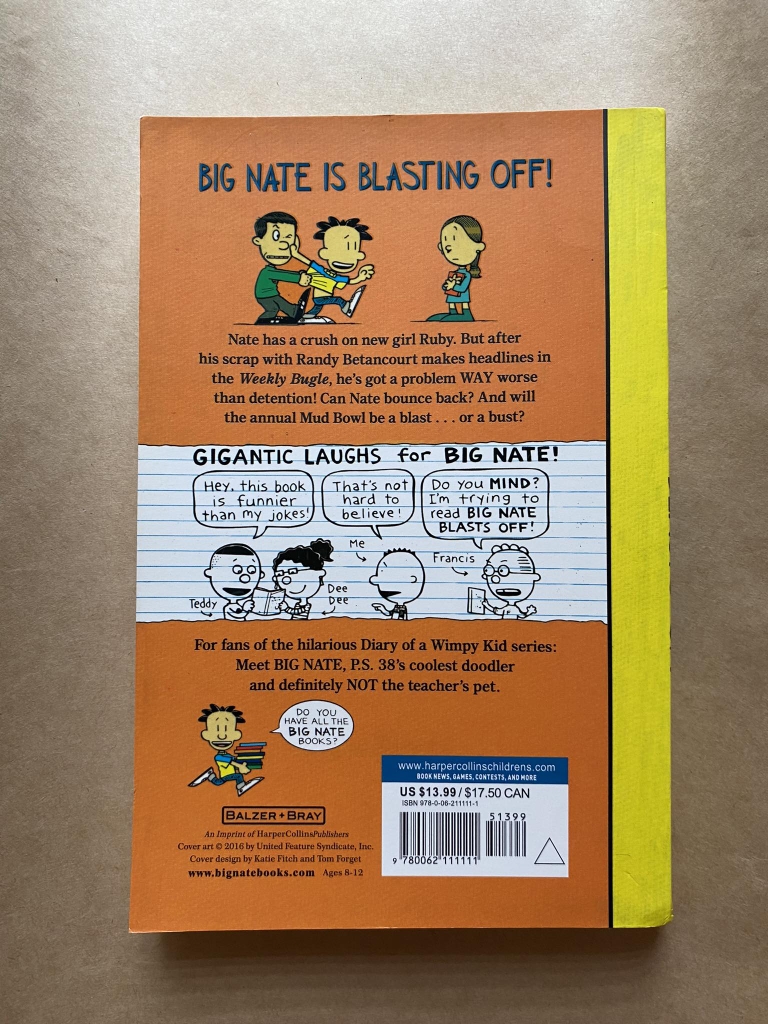 BIG NATE IS BLASTING OFF!
Nate has a crush on new girl Ruby. But after
his scrap with Randy Betancourt makes headlines in
the Weekly Bugle, he's got a problem WAY worse
than detention! Can Nate bounce back? And will
the annual Mud Bowl be a blast . . . or a bust?
GIGANTIC LAUGHS for BIG NATE!
Hey, this book
is funnier
than my jokes!
That's not
hard to
believe!
Do you MIND?
I'm trying to
read BIG NATE
BLASTS OFF!
Teddy
Dee
Dee
Me
Francis
For fans of the hilarious Diary of a Wimpy Kid series:
Meet BIG NATE, P.S. 38's coolest doodler
and definitely NOT the teacher's pet.
DO YOU
HAVE ALL THE
BIG NATE
BOOKS?
BALZER + BRAY
An Imprint of HarperCollinsPublishers
Cover art © 2016 by United Feature Syndicate, Inc.
Cover design by Katie Fitch and Tom Forget
www.bignatebooks.com Ages 8-12
www.harpercollinschildrens.com
BOOK NEWS, GAMES, CONTESTS, AND MORE
US $13.99 / $17.50 CAN
ISBN 978-0-06-211111-1
51399
9 780062 111111